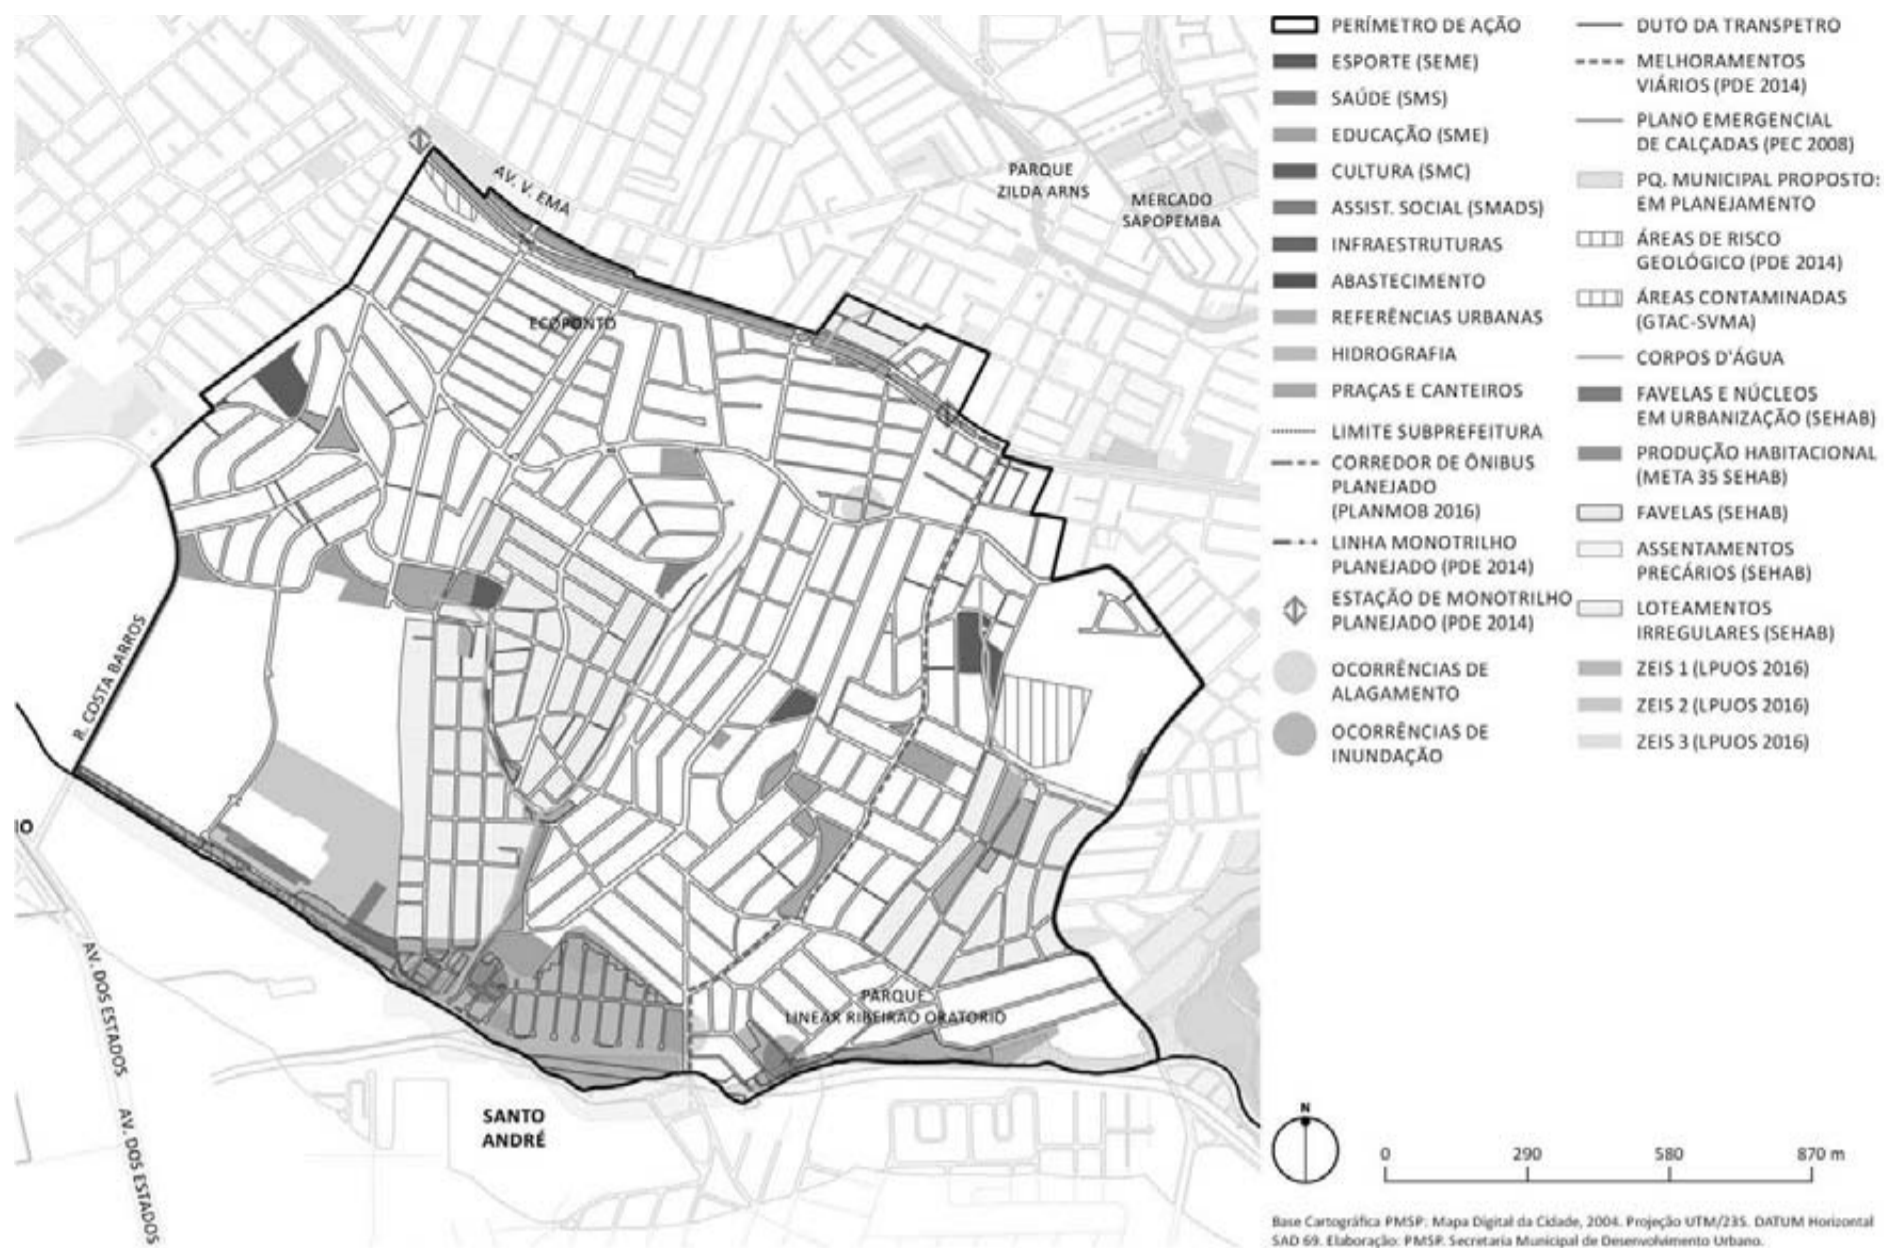 AV. V. EMA
PARQUE
ZILDA ARNS
MERCADO
SAPOPEMBA
ECOPONTO
R. COSTA BARROS
IO
AV. DOS ESTADOS
AV. DOS ESTADOS
PARQUE
LINEAR RIBEIRÃO ORATÓRIO
SANTO
ANDRÉ
PERÍMETRO DE AÇÃO
ESPORTE (SEME)
SAÚDE (SMS)
EDUCAÇÃO (SME)
CULTURA (SMC)
ASSIST. SOCIAL (SMADS)
INFRAESTRUTURAS
ABASTECIMENTO
REFERÊNCIAS URBANAS
HIDROGRAFIA
PRAÇAS E CANTEIROS
LIMITE SUBPREFEITURA
CORREDOR DE ÔNIBUS
PLANEJADO
(PLANMOB 2016)
LINHA MONOTRILHO
PLANEJADO (PDE 2014)
ESTAÇÃO DE MONOTRILHO
PLANEJADO (PDE 2014)
OCORRÊNCIAS DE
ALAGAMENTO
OCORRÊNCIAS DE
INUNDAÇÃO
DUTO DA TRANSPETRO
MELHORAMENTOS
VIÁRIOS (PDE 2014)
PLANO EMERGENCIAL
DE CALÇADAS (PEC 2008)
PQ. MUNICIPAL PROPOSTO:
EM PLANEJAMENTO
ÁREAS DE RISCO
GEOLÓGICO (PDE 2014)
ÁREAS CONTAMINADAS
(GTAC-SVMA)
CORPOS D'ÁGUA
FAVELAS E NÚCLEOS
EM URBANIZAÇÃO (SEHAB)
PRODUÇÃO HABITACIONAL
(META 35 SEHAB)
FAVELAS (SEHAB)
ASSENTAMENTOS
PRECÁRIOS (SEHAB)
LOTEAMENTOS
IRREGULARES (SEHAB)
ZEIS 1 (LPUOS 2016)
ZEIS 2 (LPUOS 2016)
ZEIS 3 (LPUOS 2016)
N
0 290 580 870 m
Base Cartográfica PMSP: Mapa Digital da Cidade, 2004. Projeção UTM/23S. DATUM Horizontal
SAD 69. Elaboração: PMSP. Secretaria Municipal de Desenvolvimento Urbano.